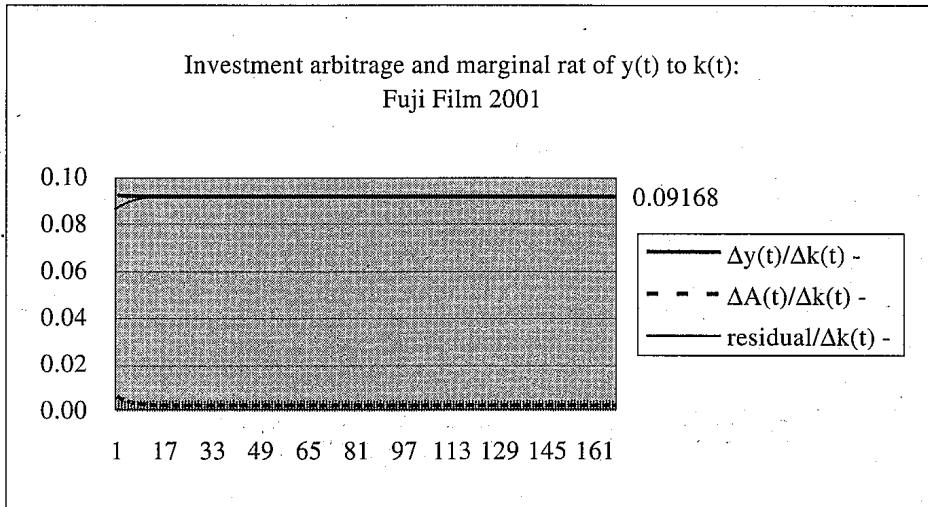 Investment arbitrage and marginal rat of y(t) to k(t):
Fuji Film 2001
0.10
0.08
0.06
0.04
0.02
0.00
0.09168
Δy(t)/Δk(t) -
ΔA(t)/Δk(t) -
residual/Δk(t) -
1 17 33 49 65 81 97 113 129 145 161